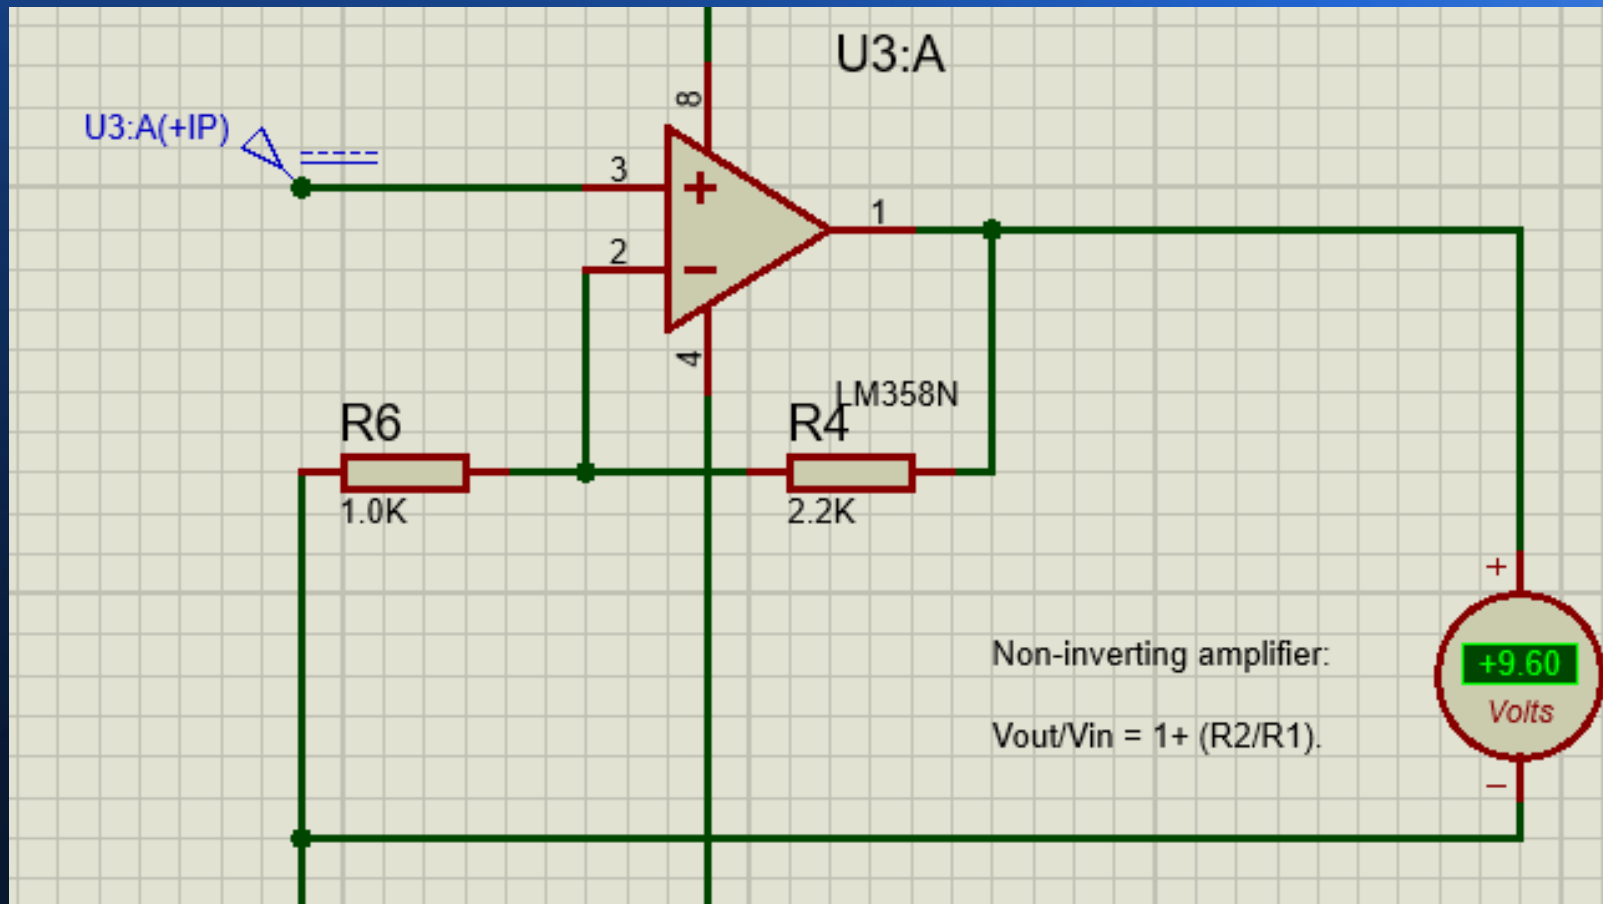 U3:A
8
U3:A(+IP)
3
1
2
4
LM358N
R6
R4
1.0K
2.2K
+
Non-inverting amplifier:
+9.60
Volts
Vout/Vin = 1+ (R2/R1).
−